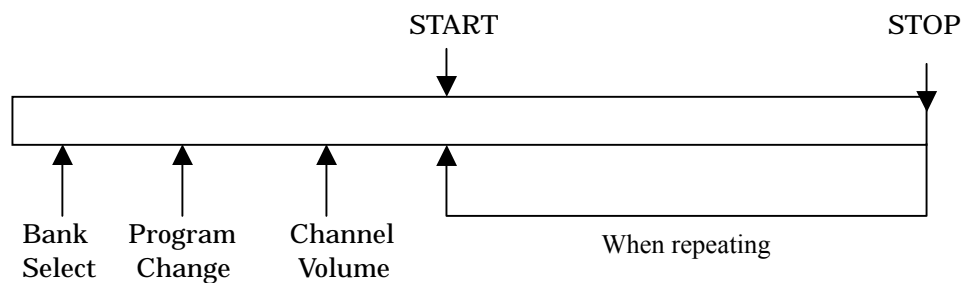 START
STOP
Bank
Select
Program
Change
Channel
Volume
When repeating